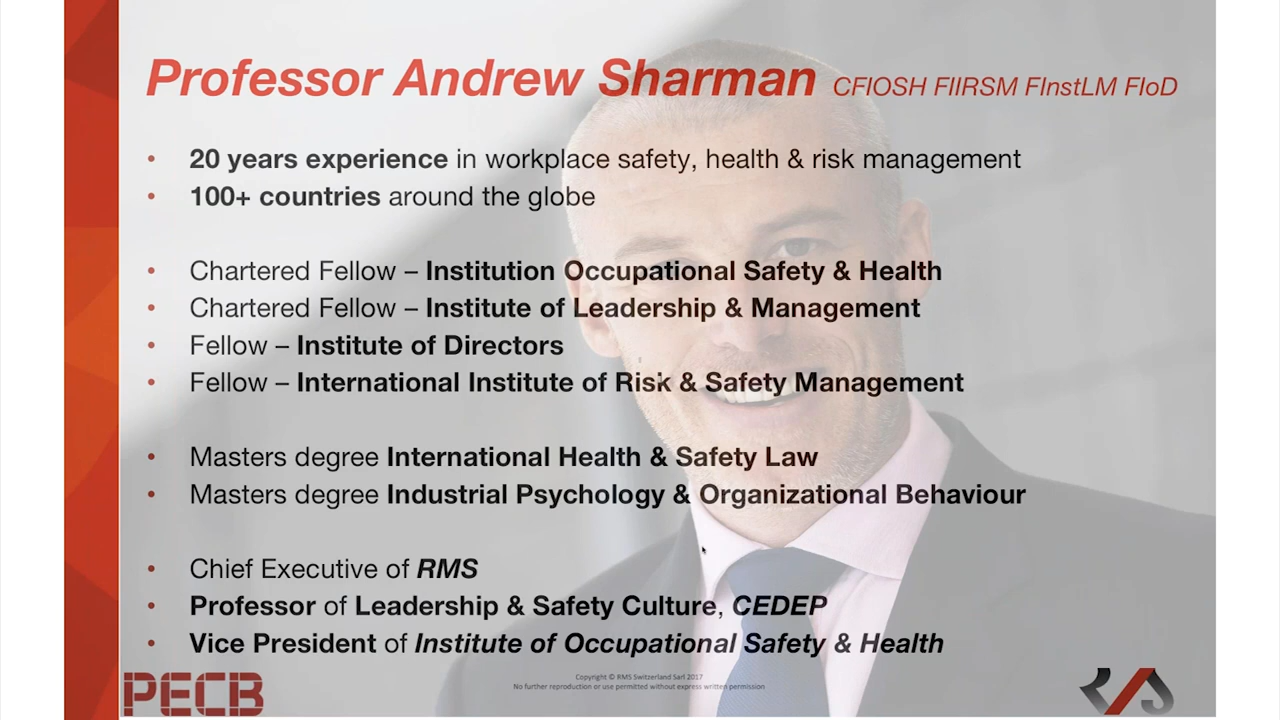 Professor Andrew Sharman CFIOSH FIIRSM FInstLM FIoD
• 20 years experience in workplace safety, health & risk management
• 100+ countries around the globe
• Chartered Fellow – Institution Occupational Safety & Health
• Chartered Fellow – Institute of Leadership & Management
• Fellow – Institute of Directors
• Fellow – International Institute of Risk & Safety Management
• Masters degree International Health & Safety Law
• Masters degree Industrial Psychology & Organizational Behaviour
• Chief Executive of RMS
• Professor of Leadership & Safety Culture, CEDEP
• Vice President of Institute of Occupational Safety & Health
PECB
Copyright © RMS Switzerland Sarl 2017
No further reproduction or use permitted without express written permission